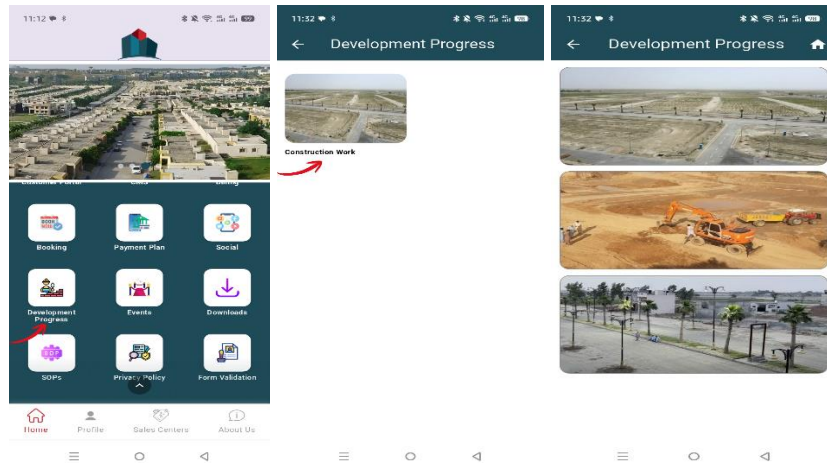 11:12
Booking
Payment Plan
Social
Development
Progress
Events
Downloads
SOP
SOPs
Privacy Policy
Form Validation
Home
Profile
Sales Centers
About Us
11:32
Development Progress
Construction Work
11:32
Development Progress